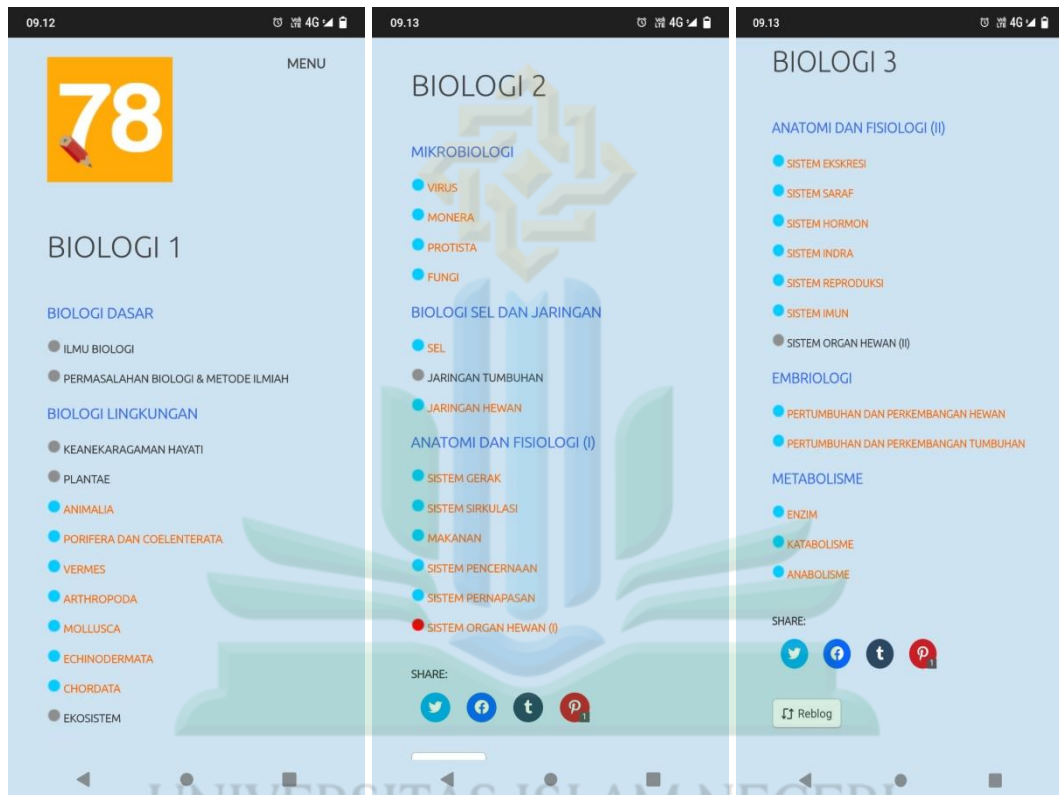 09.12
4G
MENU
78
BIOLOGI 1
BIOLOGI DASAR
ILMU BIOLOGI
PERMASALAHAN BIOLOGI & METODE ILMIAH
BIOLOGI LINGKUNGAN
KEANEKARAGAMAN HAYATI
PLANTAE
ANIMALIA
PORIFERA DAN COELENTERATA
VERMES
ARTHROPODA
MOLLUSCA
ECHINODERMATA
CHORDATA
EKOSISTEM
09.13
4G
BIOLOGI 2
MIKROBIOLOGI
VIRUS
MONERA
PROTISTA
FUNGI
BIOLOGI SEL DAN JARINGAN
SEL
JARINGAN TUMBUHAN
JARINGAN HEWAN
ANATOMI DAN FISIOLOGI (I)
SISTEM GERAK
SISTEM SIRKULASI
MAKANAN
SISTEM PENCERNAAN
SISTEM PERNAPASAN
SISTEM ORGAN HEWAN (I)
SHARE:
1
09.13
4G
BIOLOGI 3
ANATOMI DAN FISIOLOGI (II)
SISTEM EKSKRESI
SISTEM SARAF
SISTEM HORMON
SISTEM INDRA
SISTEM REPRODUKSI
SISTEM IMUN
SISTEM ORGAN HEWAN (II)
EMBRIOLOGI
PERTUMBUHAN DAN PERKEMBANGAN HEWAN
PERTUMBUHAN DAN PERKEMBANGAN TUMBUHAN
METABOLISME
ENZIM
KATABOLISME
ANABOLISME
SHARE:
1
Reblog
UNIVERSITAS ISLAM NEGERI